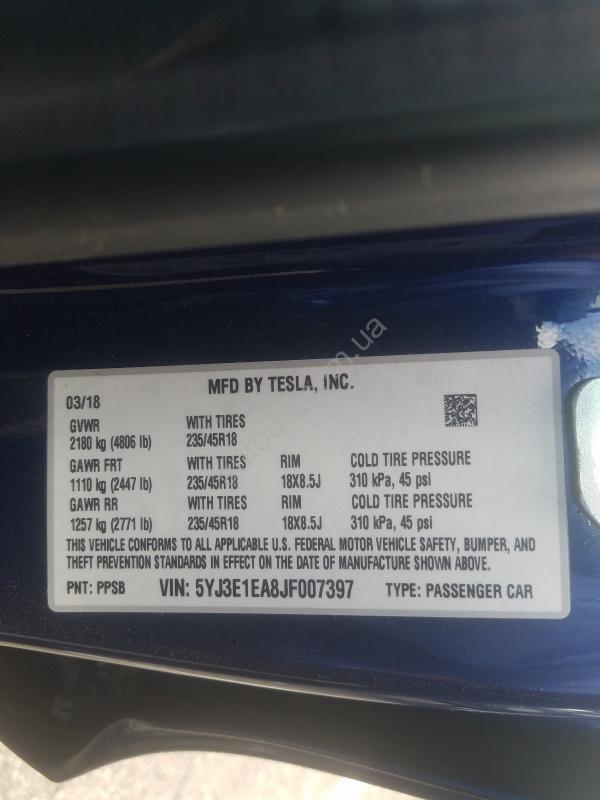 MFD BY TESLA, INC.
03/18
GVWR WITH TIRES
2180 kg (4806 lb) 235/45R18
GAWR FRT WITH TIRES RIM COLD TIRE PRESSURE
1110 kg (2447 lb) 235/45R18 18X8.5J 310 kPa, 45 psi
GAWR RR WITH TIRES RIM COLD TIRE PRESSURE
1257 kg (2771 lb) 235/45R18 18X8.5J 310 kPa, 45 psi
THIS VEHICLE CONFORMS TO ALL APPLICABLE U.S. FEDERAL MOTOR VEHICLE SAFETY, BUMPER, AND
THEFT PREVENTION STANDARDS IN EFFECT ON THE DATE OF MANUFACTURE SHOWN ABOVE.
PNT: PPSB VIN: 5YJ3E1EA8JF007397 TYPE: PASSENGER CAR